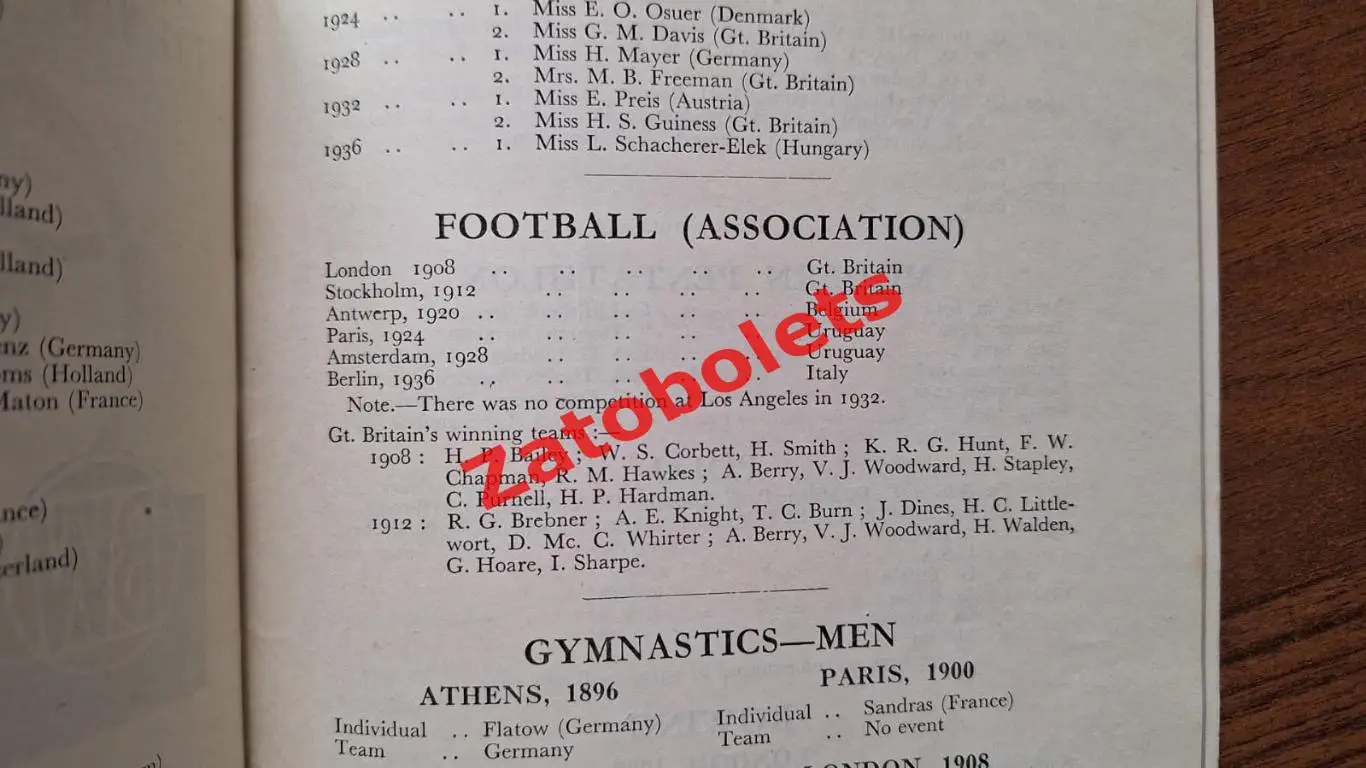 ny)
lland)
lland)
y)
enz (Germany)
oms (Holland)
Maton (France)
nce)
erland)
1924 .. .. 1. Miss E. O. Osuer (Denmark)
2. Miss G. M. Davis (Gt. Britain)
1928 .. .. 1. Miss H. Mayer (Germany)
2. Mrs. M. B. Freeman (Gt. Britain)
1932 .. .. 1. Miss E. Preis (Austria)
2. Miss H. S. Guiness (Gt. Britain)
1936 .. .. 1. Miss L. Schacherer-Elek (Hungary)
FOOTBALL (ASSOCIATION)
London 1908 .. .. .. .. .. Gt. Britain
Stockholm, 1912 .. .. .. .. Gt. Britain
Antwerp, 1920 .. .. .. .. .. Belgium
Paris, 1924 .. .. .. .. Uruguay
Amsterdam, 1928 .. .. .. .. Uruguay
Berlin, 1936 .. .. .. .. .. Italy
Note.—There was no competition at Los Angeles in 1932.
Gt. Britain's winning teams :—
1908 : H. P. Bailey ; W. S. Corbett, H. Smith ; K. R. G. Hunt, F. W.
Chapman, R. M. Hawkes ; A. Berry, V. J. Woodward, H. Stapley,
C. Purnell, H. P. Hardman.
1912 : R. G. Brebner ; A. E. Knight, T. C. Burn ; J. Dines, H. C. Little-
wort, D. Mc. C. Whirter ; A. Berry, V. J. Woodward, H. Walden,
G. Hoare, I. Sharpe.
Zatobolets
GYMNASTICS—MEN
ATHENS, 1896
Individual .. Flatow (Germany)
Team .. Germany
PARIS, 1900
Individual .. Sandras (France)
Team .. No event
LONDON 1908